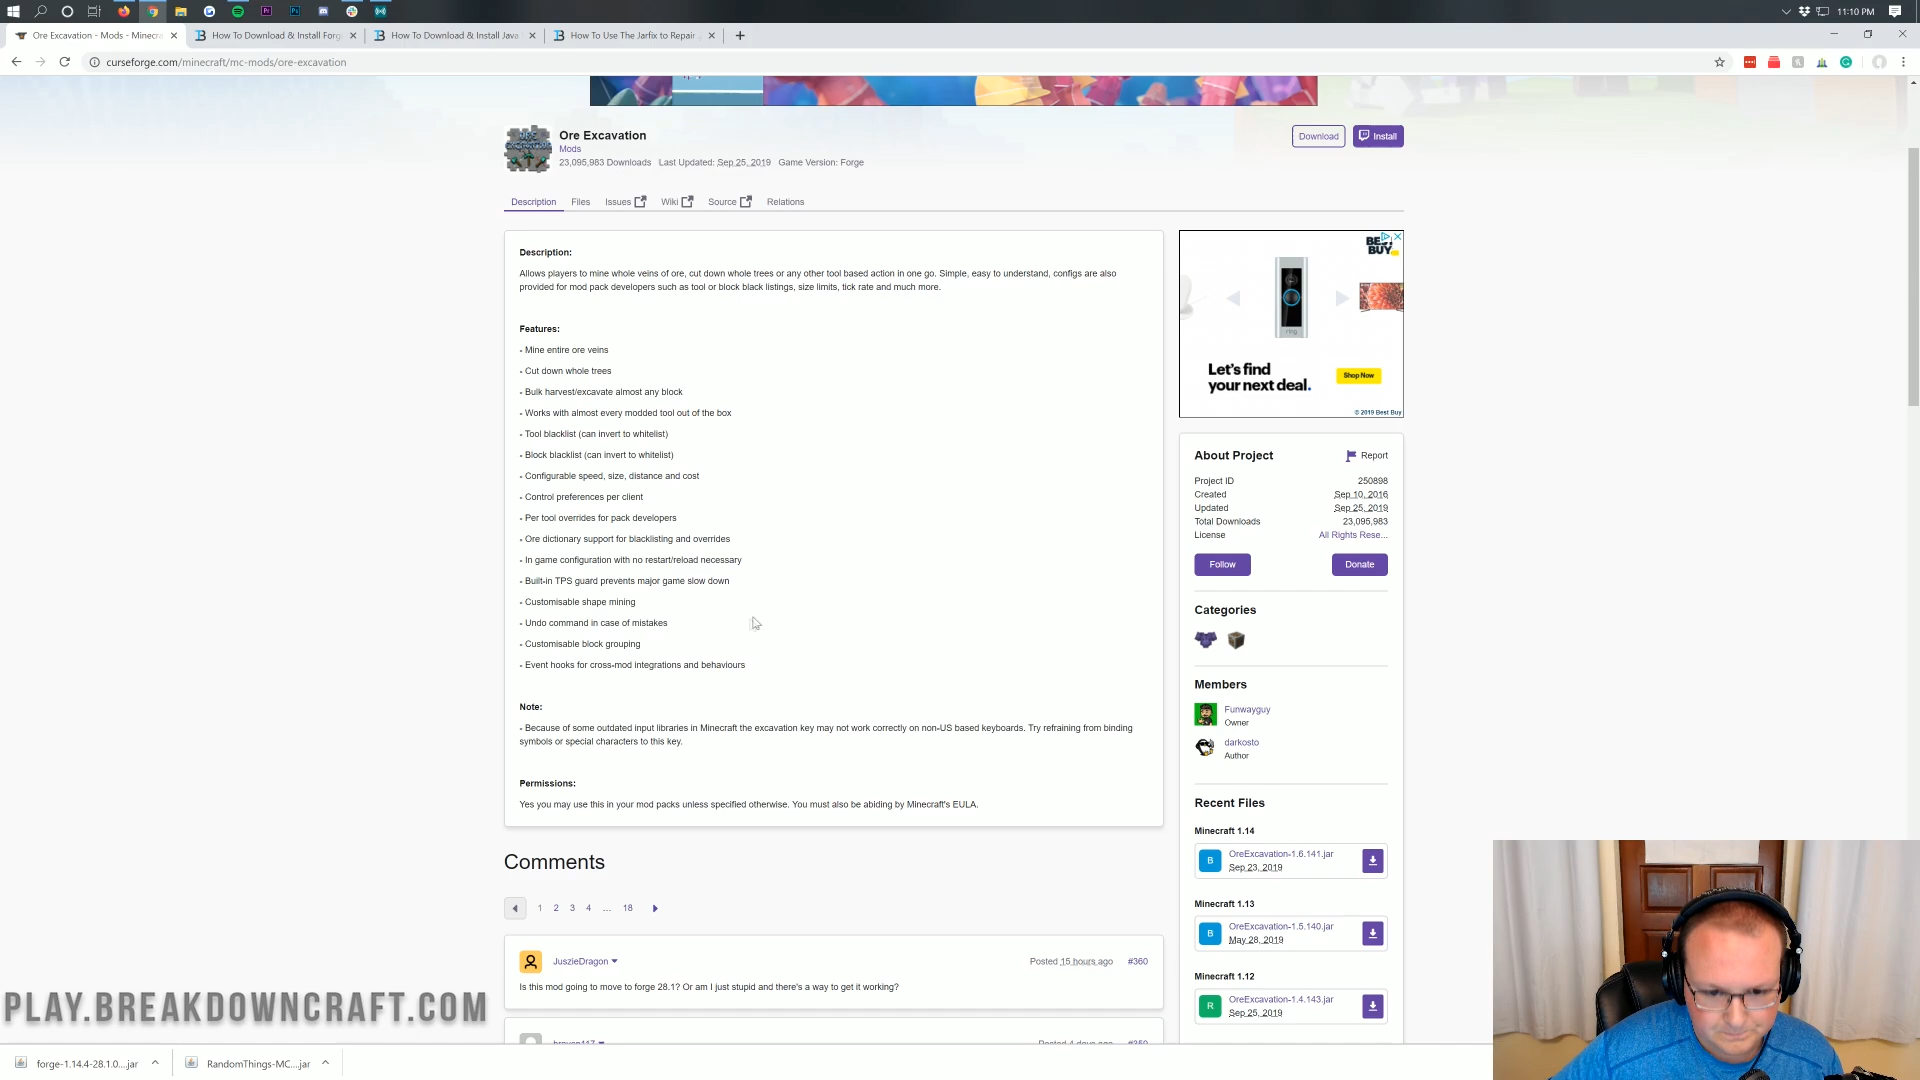 11:10 PM
Ore Excavation - Mods - Minecra
How To Download & Install Forg
How To Download & Install Java
How To Use The Jarfix to Repair
curseforge.com/minecraft/mc-mods/ore-excavation
Ore Excavation
Mods
23,095,983 Downloads Last Updated: Sep 25, 2019 Game Version: Forge
Download
Install
Description Files Issues Wiki Source Relations
Description:
Allows players to mine whole veins of ore, cut down whole trees or any other tool based action in one go. Simple, easy to understand, configs are also
provided for mod pack developers such as tool or block black listings, size limits, tick rate and much more.
Features:
- Mine entire ore veins
- Cut down whole trees
- Bulk harvest/excavate almost any block
- Works with almost every modded tool out of the box
- Tool blacklist (can invert to whitelist)
- Block blacklist (can invert to whitelist)
- Configurable speed, size, distance and cost
- Control preferences per client
- Per tool overrides for pack developers
- Ore dictionary support for blacklisting and overrides
- In game configuration with no restart/reload necessary
- Built-in TPS guard prevents major game slow down
- Customisable shape mining
- Undo command in case of mistakes
- Customisable block grouping
- Event hooks for cross-mod integrations and behaviours
Note:
- Because of some outdated input libraries in Minecraft the excavation key may not work correctly on non-US based keyboards. Try refraining from binding
symbols or special characters to this key.
Permissions:
Yes you may use this in your mod packs unless specified otherwise. You must also be abiding by Minecraft's EULA.
Comments
1 2 3 4 ... 18
JuszieDragon
Posted 15 hours ago #360
Is this mod going to move to forge 28.1? Or am I just stupid and there's a way to get it working?
BEST
BUY
ring
Let's find
your next deal.
Shop Now
© 2019 Best Buy
About Project
Report
Project ID 250898
Created Sep 10, 2016
Updated Sep 25, 2019
Total Downloads 23,095,983
License All Rights Rese...
Follow
Donate
Categories
Members
Funwayguy
Owner
darkosto
Author
Recent Files
Minecraft 1.14
B
OreExcavation-1.6.141.jar
Sep 23, 2019
Minecraft 1.13
B
OreExcavation-1.5.140.jar
May 28, 2019
Minecraft 1.12
R
OreExcavation-1.4.143.jar
Sep 25, 2019
PLAY.BREAKDOWNCRAFT.COM
forge-1.14.4-28.1.0....jar
RandomThings-MC....jar